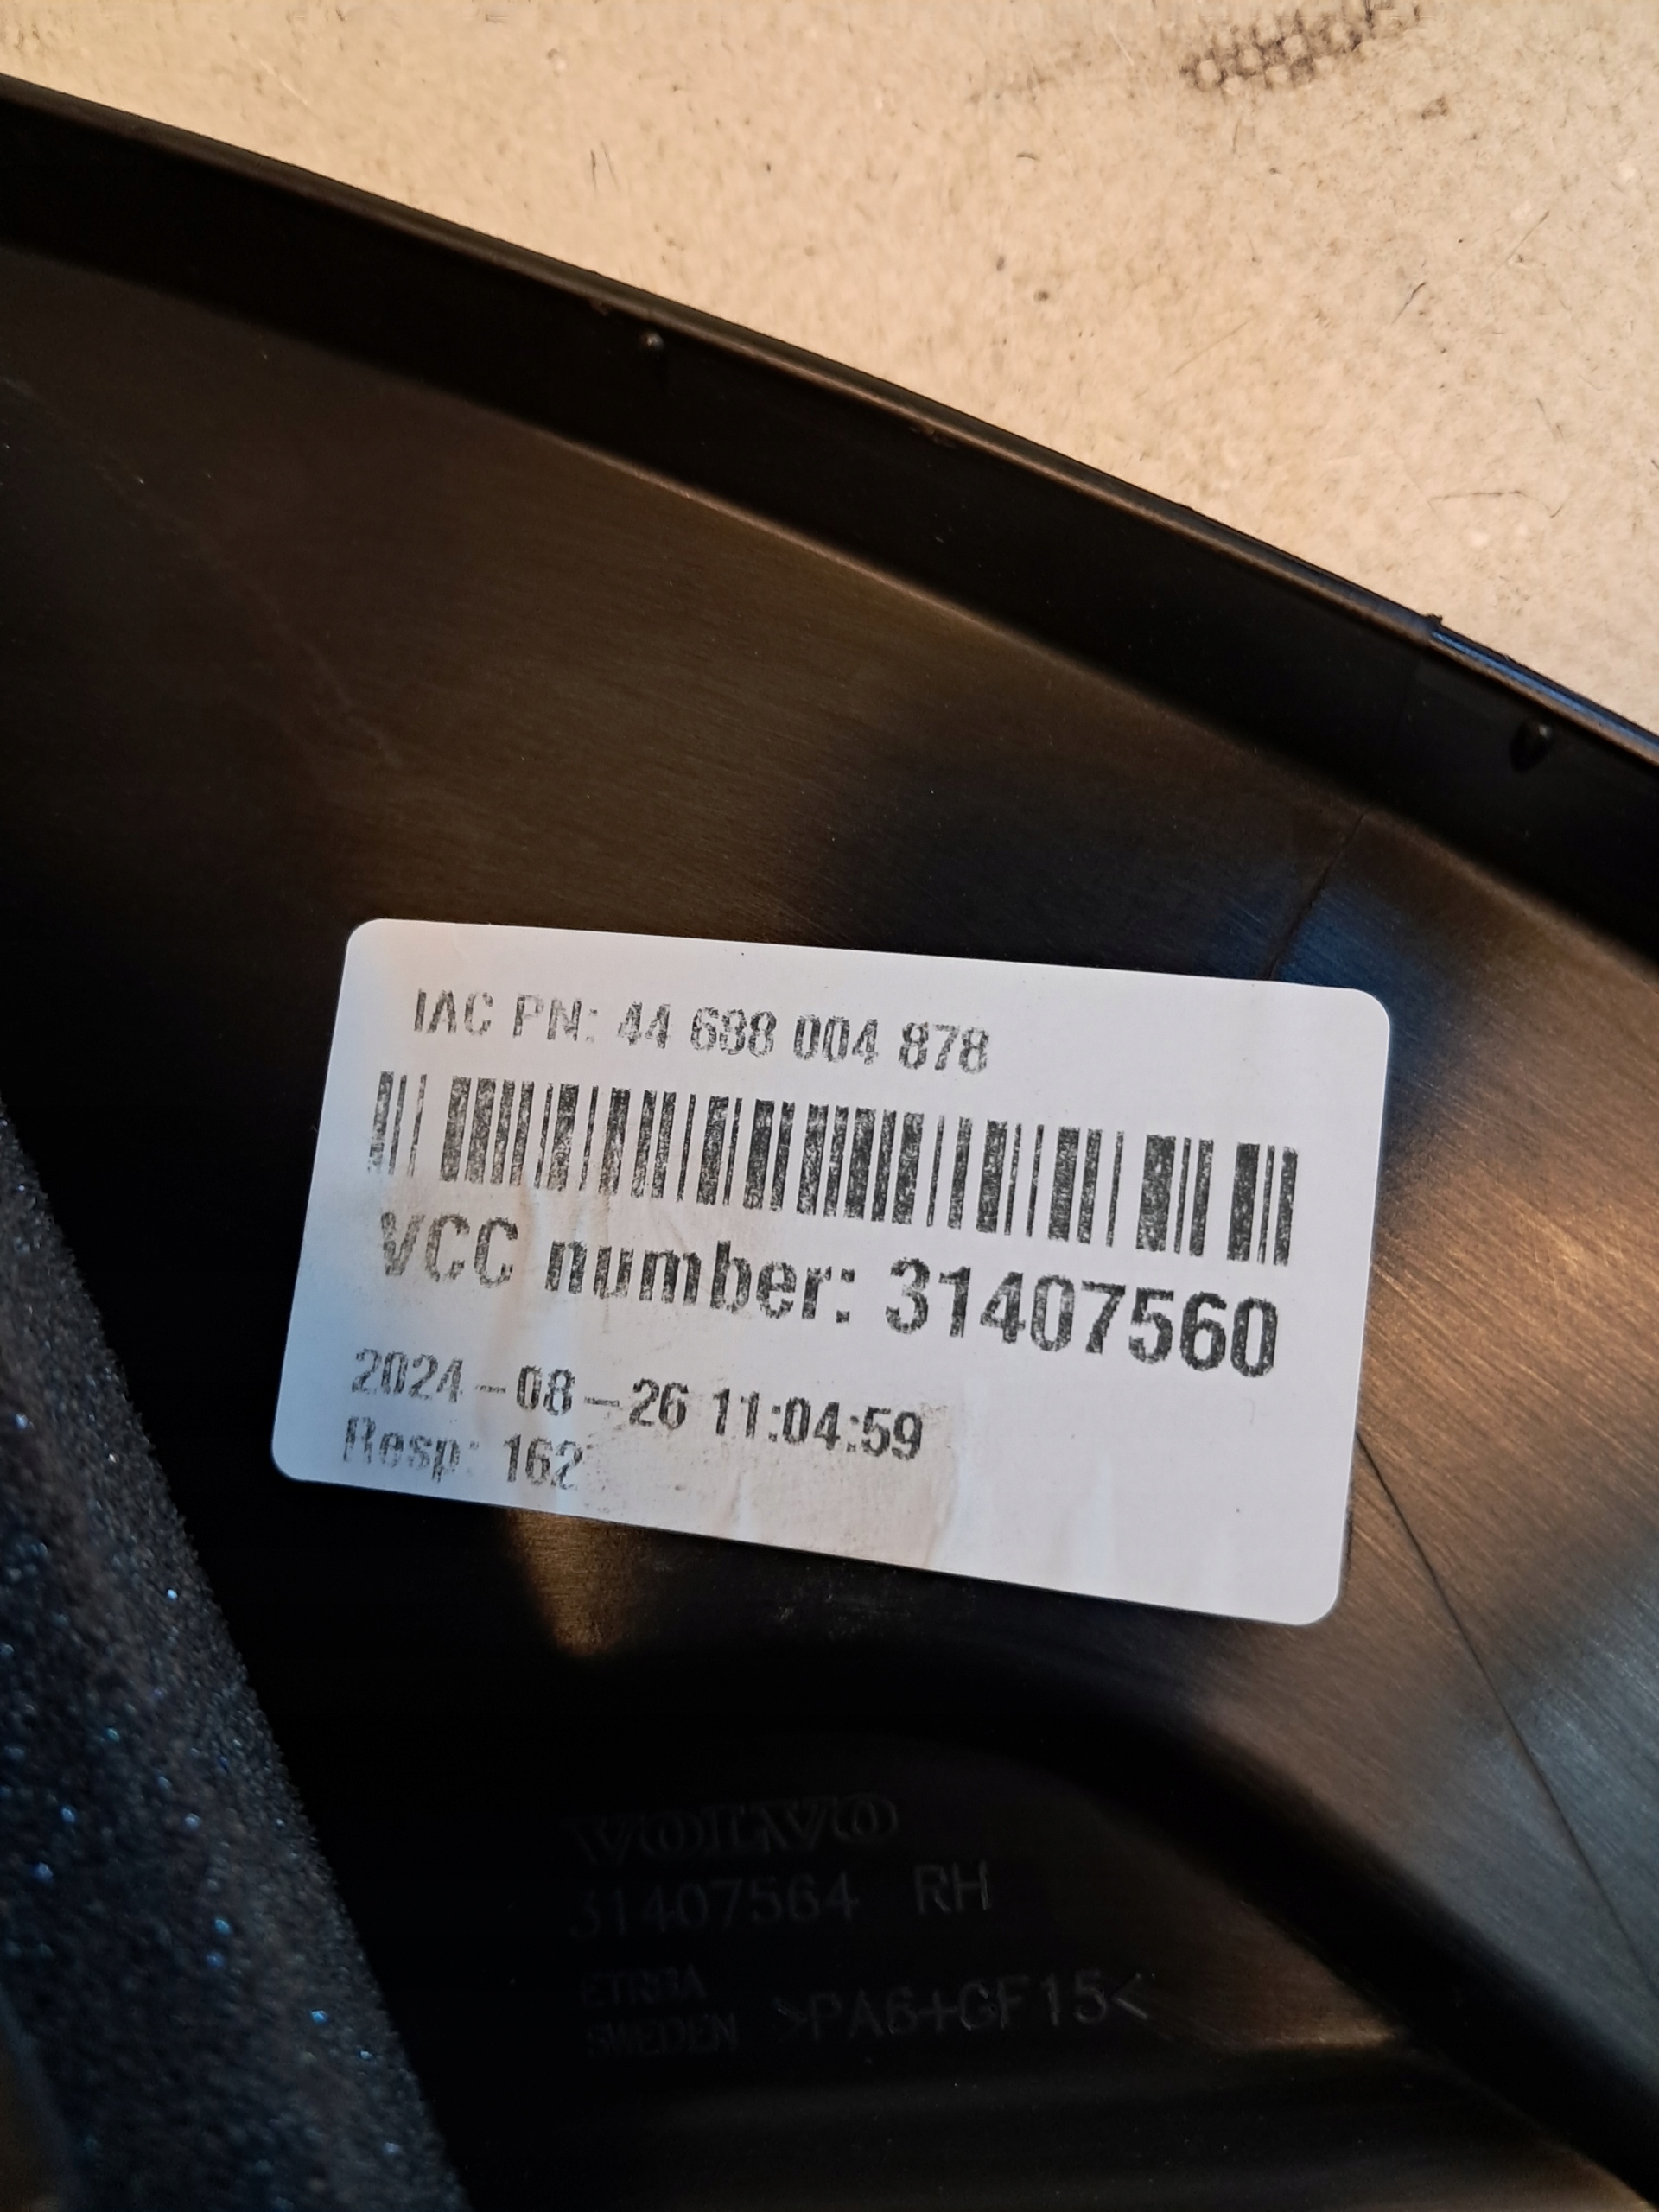 IAC PN: 44 688 004 878
VCC number: 31407560
2024-08-26 11:04:59
Resp: 162
VOLVO
31407564 RH
SWEDEN >PA6+GF15<